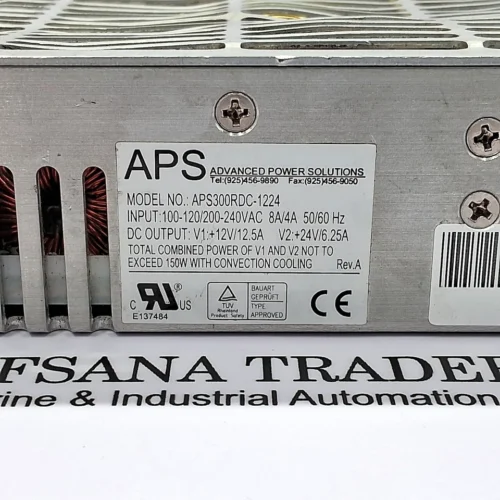 APS ADVANCED POWER SOLUTIONS
Tel:(925)456-9890 Fax:(925)456-9050
MODEL NO.: APS300RDC-1224
INPUT:100-120/200-240VAC 8A/4A 50/60 Hz
DC OUTPUT: V1:+12V/12.5A V2:+24V/6.25A
TOTAL COMBINED POWER OF V1 AND V2 NOT TO
EXCEED 150W WITH CONVECTION COOLING Rev.A
C RU US
E137484
TUV
Rheinland
Product Safety
BAUART
GEPRÜFT
TYPE
APPROVED
CE
FSANA TRADER
rine & Industrial Automation